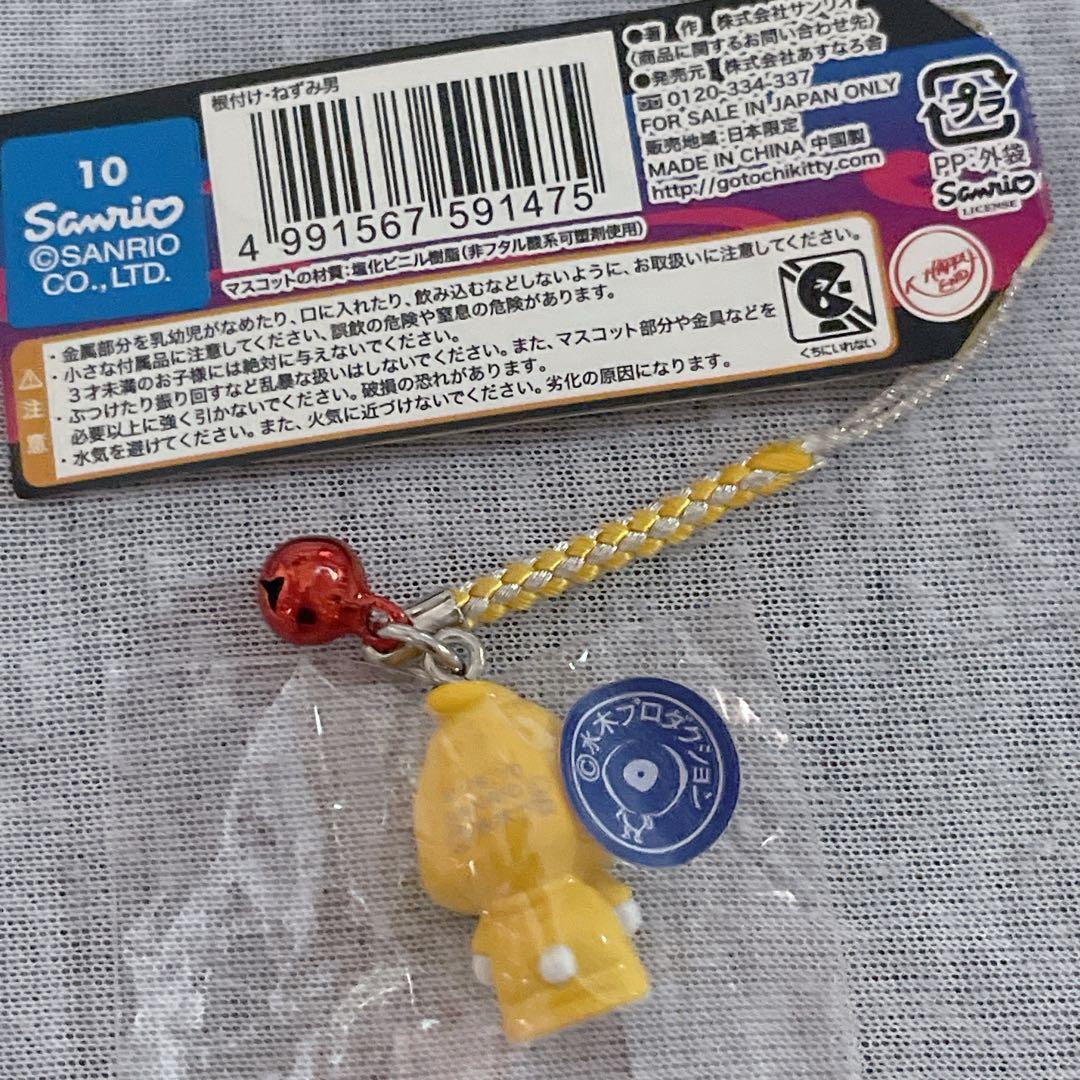 10
Sanrio
©SANRIO
CO.,LTD.
根付け・ねずみ男
4 991567 591475
マスコットの材質：塩化ビニル樹脂（非フタル酸系可塑剤使用）
●著 作 株式会社サンリオ
〈商品に関するお問い合わせ先〉
●発売元 株式会社あすなろ舎
0120-334-337
FOR SALE IN JAPAN ONLY
販売地域：日本限定
MADE IN CHINA 中国製
http://gotochikitty.com
プラ
PP：外袋
Sanrio
LICENSE
HAPPY
END
注意
・金属部分を乳幼児がなめたり、口に入れたり、飲み込むなどしないように、お取扱いに注意してください。
・小さな付属品に注意してください。誤飲の危険や窒息の危険があります。
3才未満のお子様には絶対に与えないでください。
・ぶつけたり振り回すなど乱暴な扱いはしないでください。また、マスコット部分や金具などを
必要以上に強く引かないでください。破損の恐れがあります。
・水気を避けてください。また、火気に近づけないでください。劣化の原因になります。
くちにいれない
©水木プロダクション